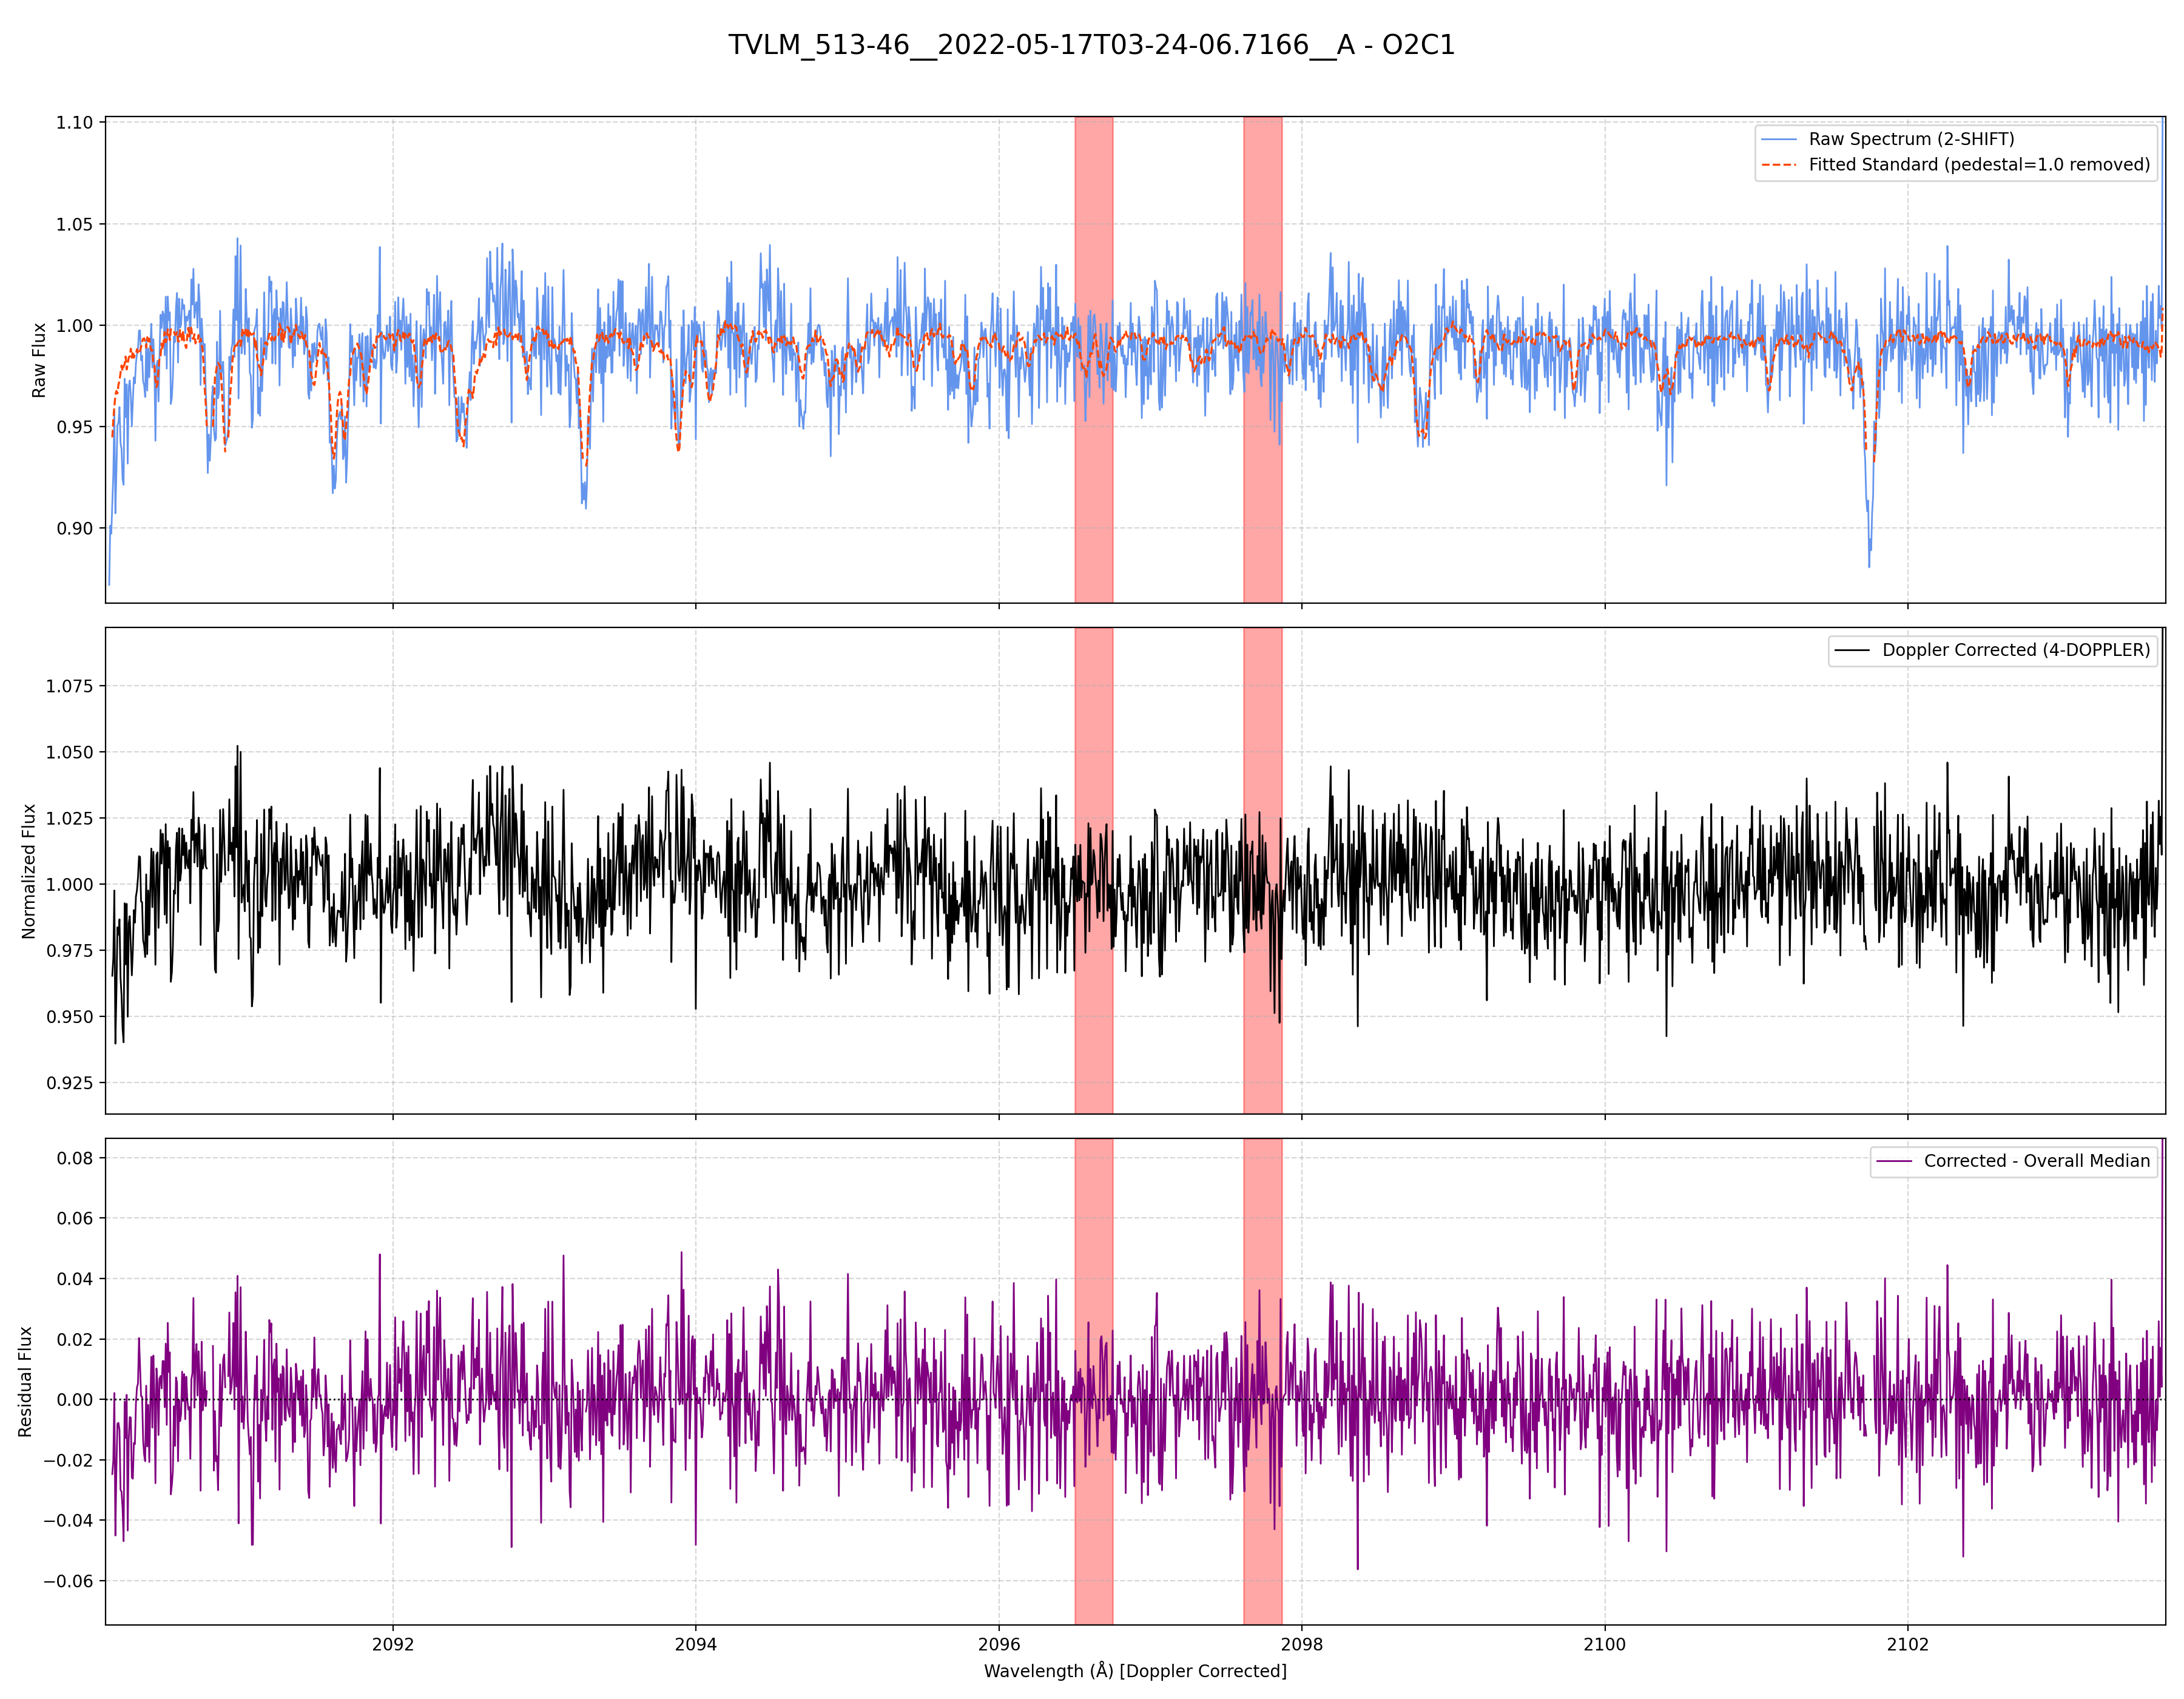 TVLM_513-46__2022-05-17T03-24-06.7166__A - O2C1
1.10
1.05
1.00
0.95
0.90
Raw Flux
Raw Spectrum (2-SHIFT)
Fitted Standard (pedestal=1.0 removed)
1.075
1.050
1.025
1.000
0.975
0.950
0.925
Normalized Flux
Doppler Corrected (4-DOPPLER)
0.08
0.06
0.04
0.02
0.00
−0.02
−0.04
−0.06
Residual Flux
Corrected - Overall Median
2092 2094 2096 2098 2100 2102
Wavelength (Å) [Doppler Corrected]